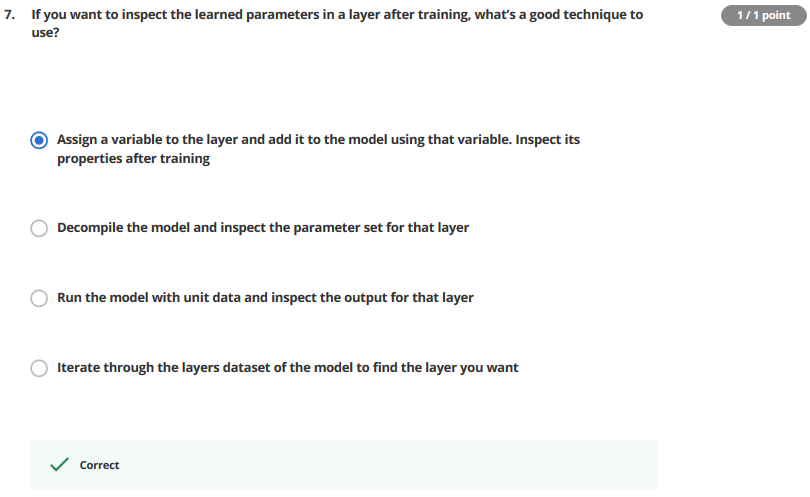 7. If you want to inspect the learned parameters in a layer after training, what's a good technique to
use?
1 / 1 point
Assign a variable to the layer and add it to the model using that variable. Inspect its
properties after training
Decompile the model and inspect the parameter set for that layer
Run the model with unit data and inspect the output for that layer
Iterate through the layers dataset of the model to find the layer you want
Correct